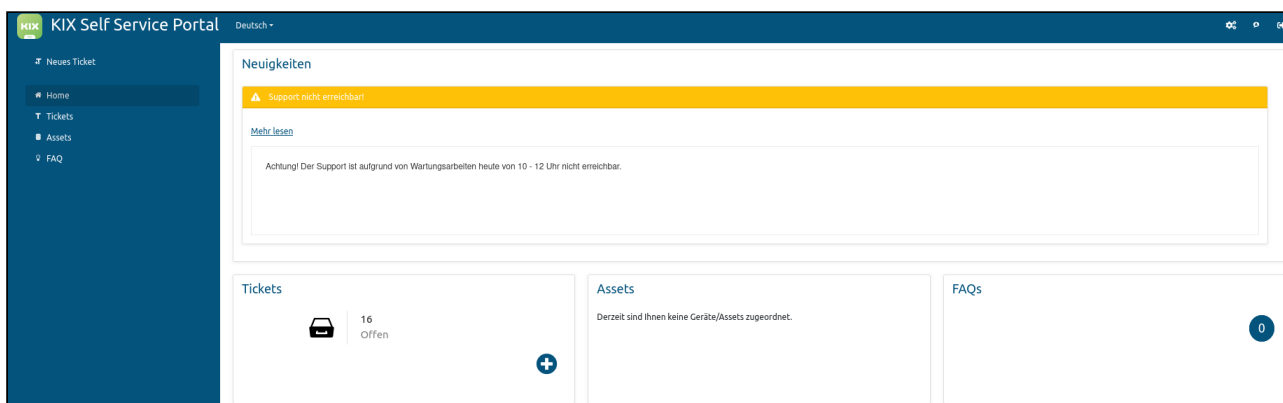 KIX
KIX Self Service Portal
Deutsch
Neues Ticket
Home
Tickets
Assets
FAQ
Neuigkeiten
Support nicht erreichbar!
Mehr lesen
Achtung! Der Support ist aufgrund von Wartungsarbeiten heute von 10 - 12 Uhr nicht erreichbar.
Tickets
16
Offen
Assets
Derzeit sind Ihnen keine Geräte/Assets zugeordnet.
FAQs
0